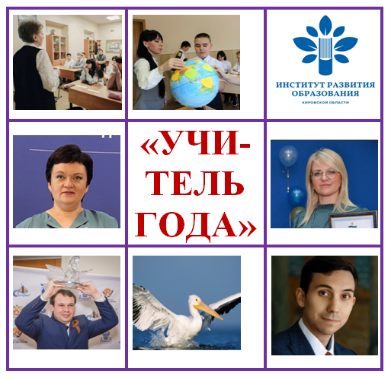 ИНСТИТУТ РАЗВИТИЯ
ОБРАЗОВАНИЯ
КИРОВСКОЙ ОБЛАСТИ
«УЧИ-
ТЕЛЬ
ГОДА»